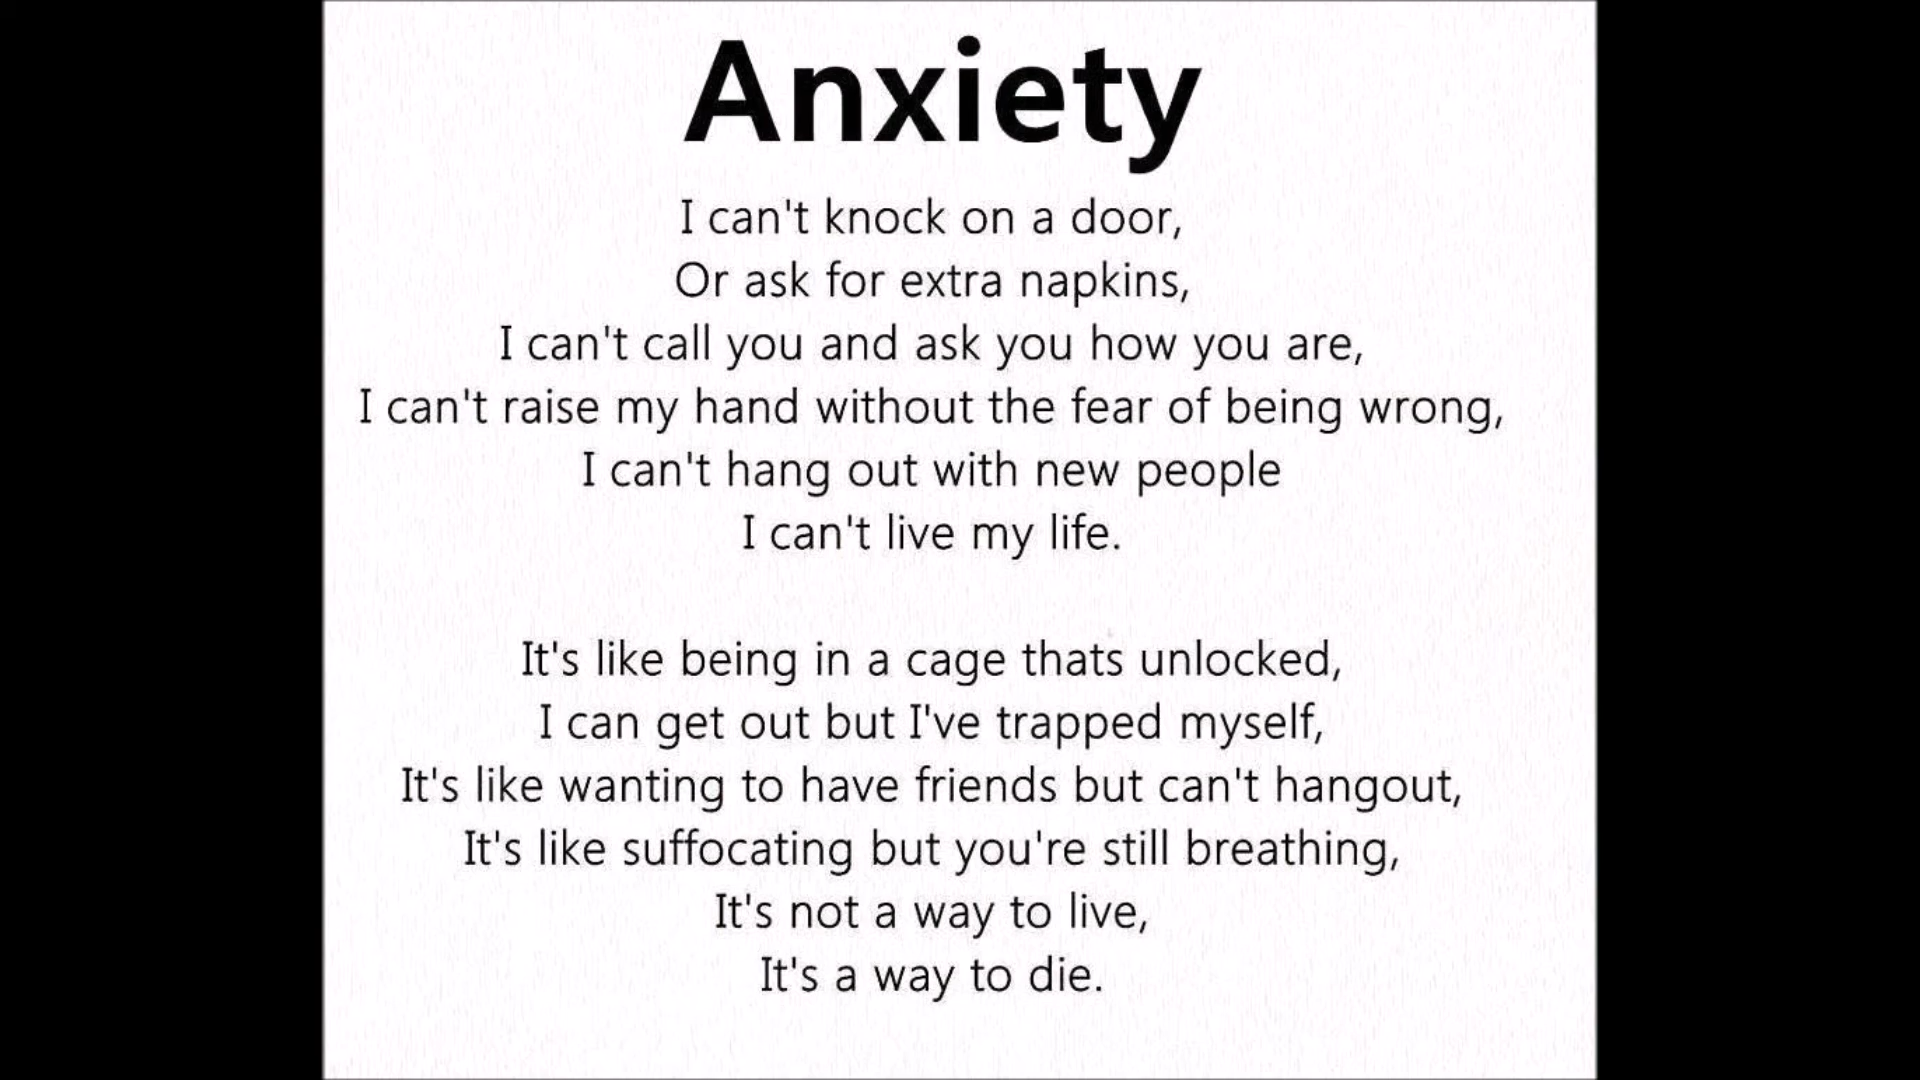 Anxiety
I can't knock on a door,
Or ask for extra napkins,
I can't call you and ask you how you are,
I can't raise my hand without the fear of being wrong,
I can't hang out with new people
I can't live my life.
It's like being in a cage thats unlocked,
I can get out but I've trapped myself,
It's like wanting to have friends but can't hangout,
It's like suffocating but you're still breathing,
It's not a way to live,
It's a way to die.